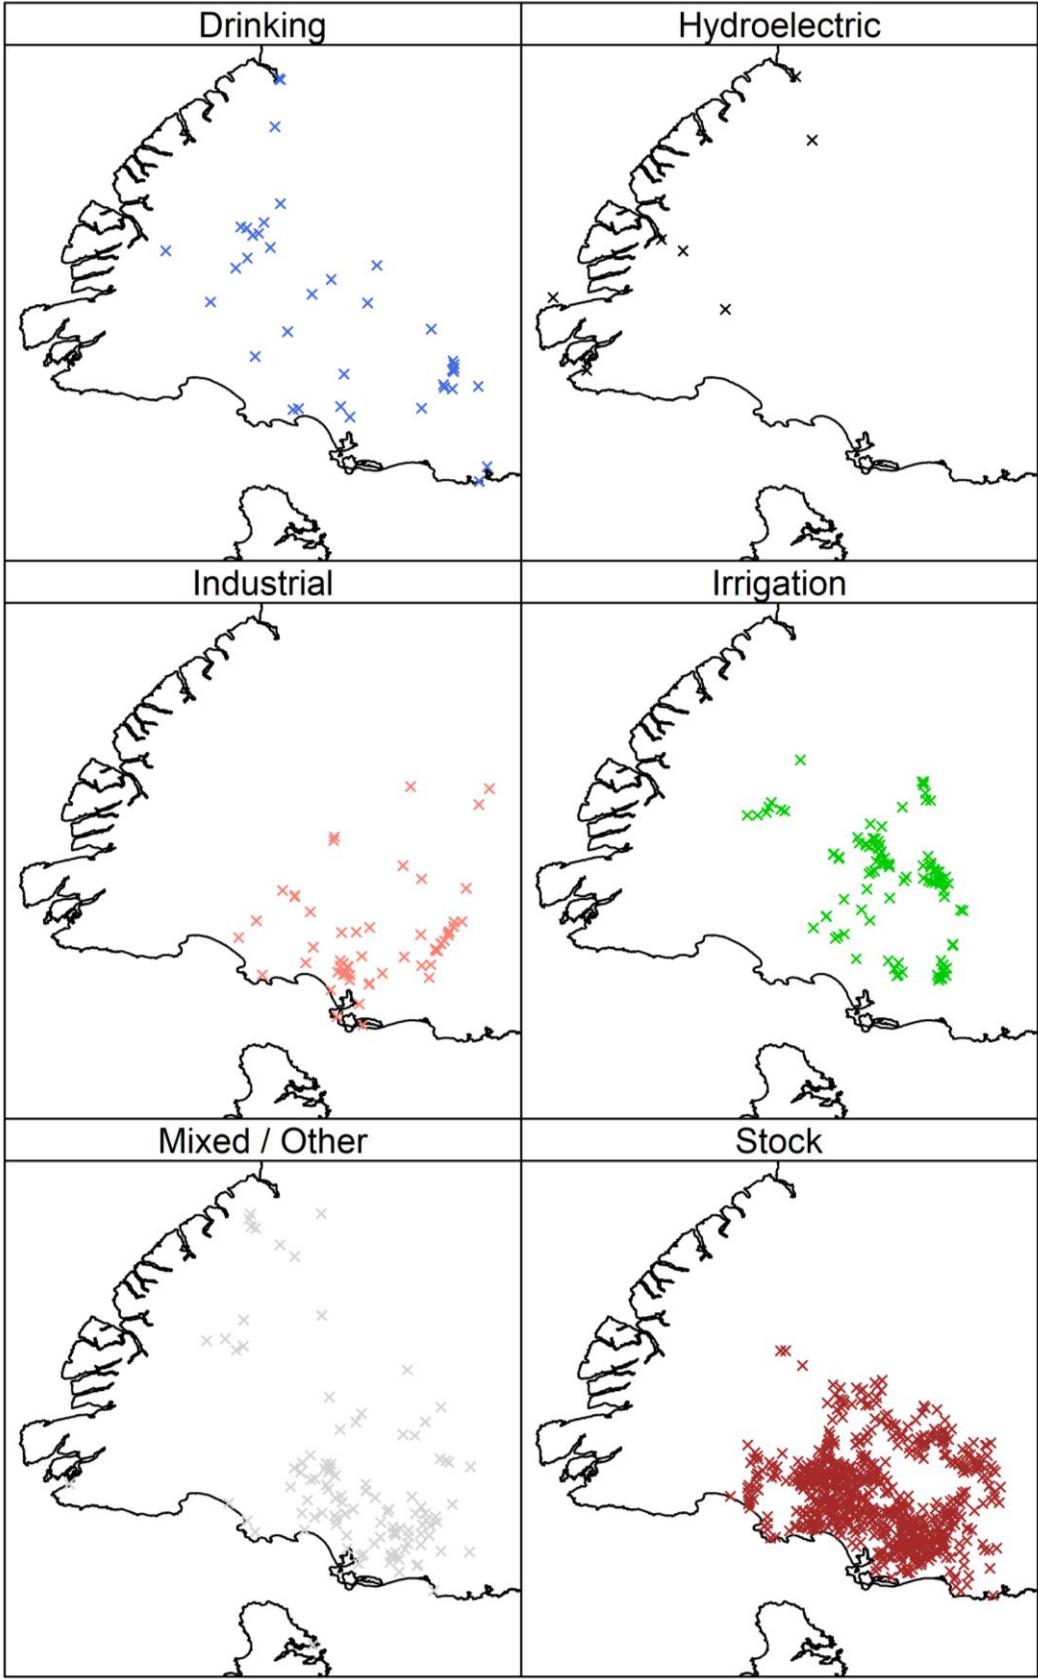 Drinking
Hydroelectric
Industrial
Irrigation
Mixed / Other
Stock